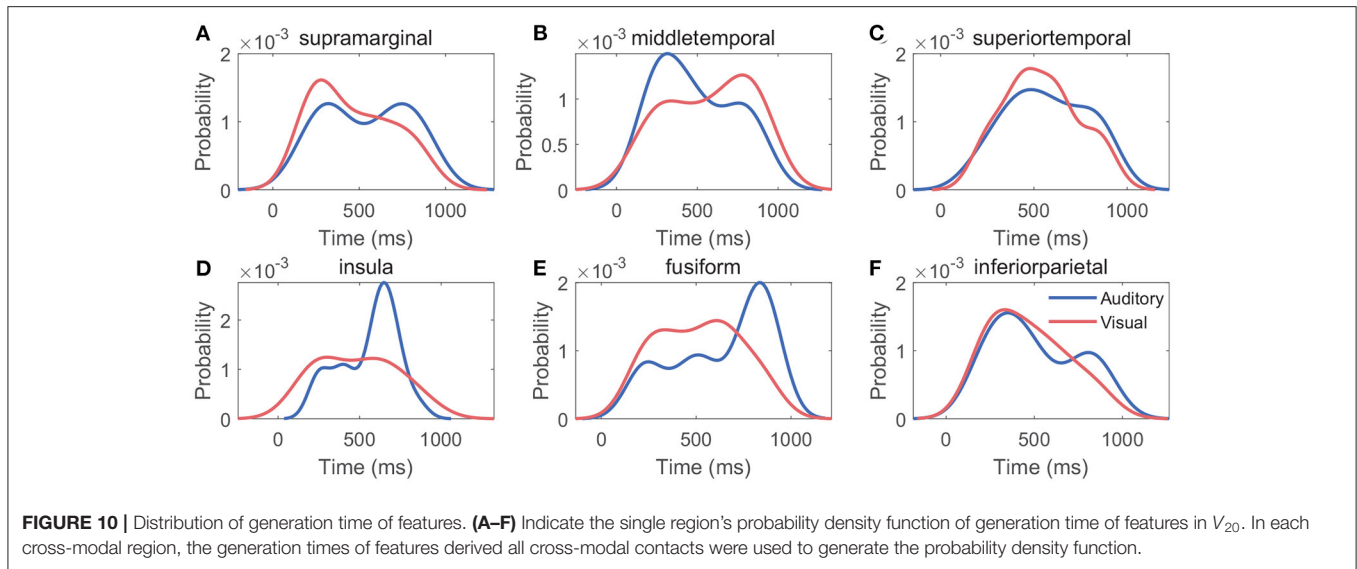 A supramarginal
×10⁻³
Probability
2
1
0
0 500 1000
Time (ms)
B middletemporal
×10⁻³
Probability
1
0.5
0
0 500 1000
Time (ms)
C superiortemporal
×10⁻³
Probability
2
1
0
0 500 1000
Time (ms)
D insula
×10⁻³
Probability
2
1
0
0 500 1000
Time (ms)
E fusiform
×10⁻³
Probability
2
1
0
0 500 1000
Time (ms)
F inferiorparietal
×10⁻³
Probability
2
1
0
Auditory
Visual
0 500 1000
Time (ms)
FIGURE 10 | Distribution of generation time of features. (A–F) Indicate the single region's probability density function of generation time of features in V₂₀. In each
cross-modal region, the generation times of features derived all cross-modal contacts were used to generate the probability density function.